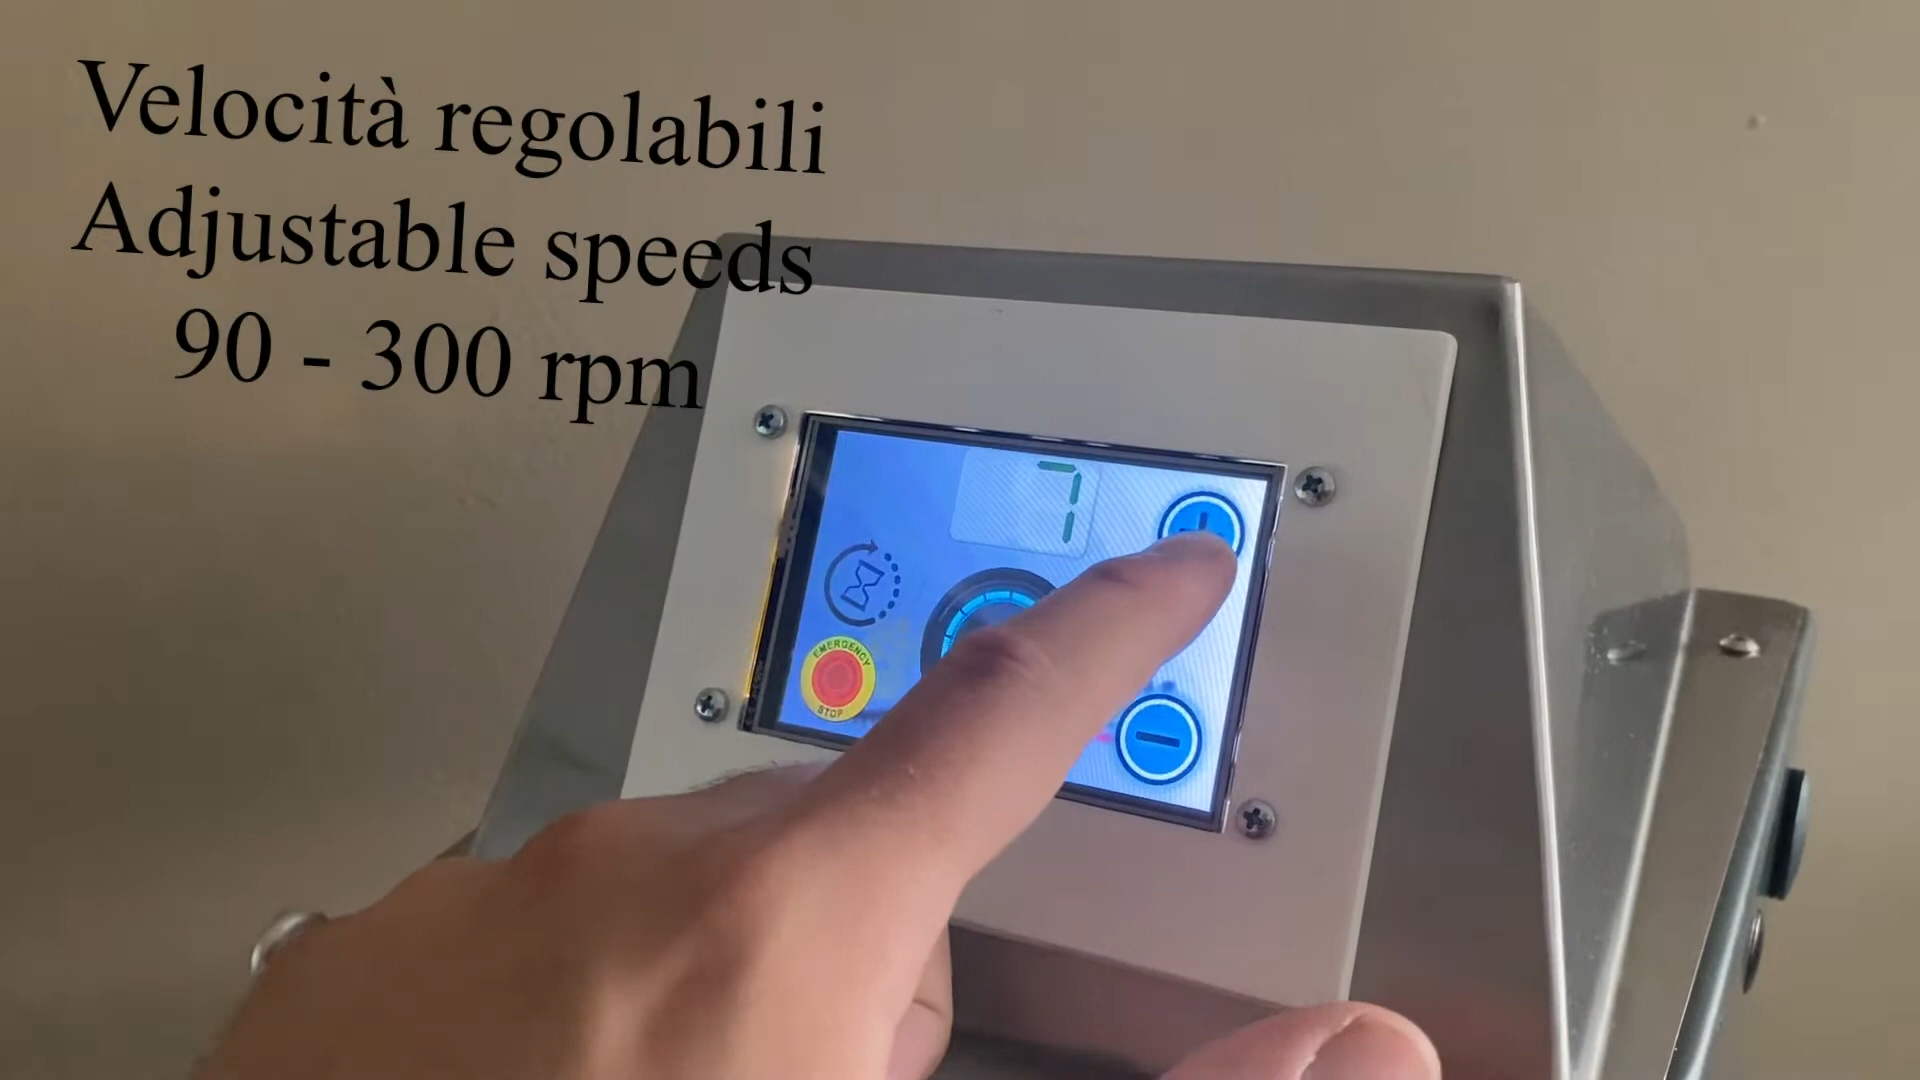 Velocità regolabili
Adjustable speeds
90 - 300 rpm
7
EMERGENCY
STOP